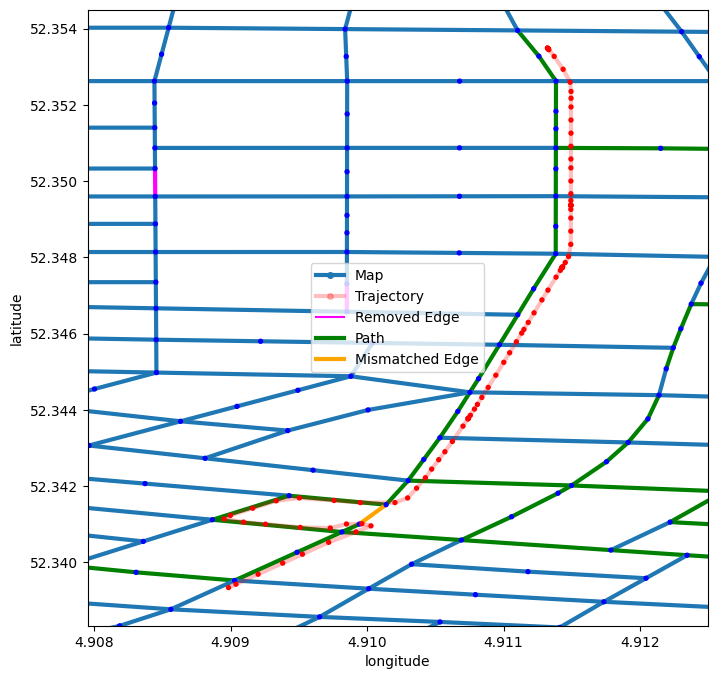 52.354
52.352
52.350
52.348
52.346
52.344
52.342
52.340
latitude
Map
Trajectory
Removed Edge
Path
Mismatched Edge
4.908
4.909
4.910
4.911
4.912
longitude